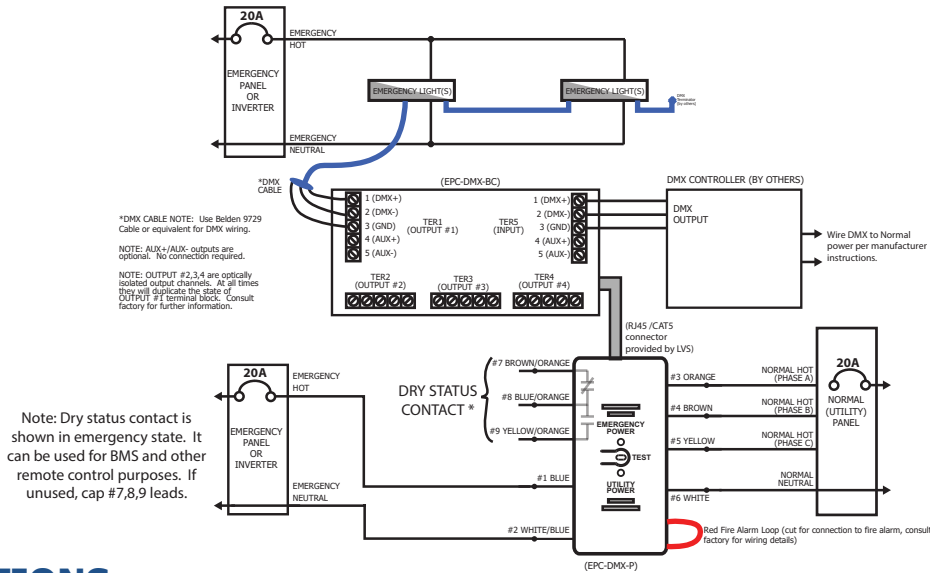 20A
EMERGENCY
HOT
EMERGENCY
PANEL
OR
INVERTER
EMERGENCY LIGHT(S)
EMERGENCY LIGHT(S)
DMX
Terminator
(by others)
EMERGENCY
NEUTRAL
*DMX
CABLE
(EPC-DMX-BC)
1 (DMX+)
2 (DMX-)
3 (GND)
4 (AUX+)
5 (AUX-)
TER1
(OUTPUT #1)
TER5
(INPUT)
1 (DMX+)
2 (DMX-)
3 (GND)
4 (AUX+)
5 (AUX-)
TER2
(OUTPUT #2)
TER3
(OUTPUT #3)
TER4
(OUTPUT #4)
DMX CONTROLLER (BY OTHERS)
DMX
OUTPUT
Wire DMX to Normal
power per manufacturer
instructions.
*DMX CABLE NOTE: Use Belden 9729
Cable or equivalent for DMX wiring.
NOTE: AUX+/AUX- outputs are
optional. No connection required.
NOTE: OUTPUT #2,3,4 are optically
isolated output channels. At all times
they will duplicate the state of
OUTPUT #1 terminal block. Consult
factory for further information.
(RJ45 /CAT5
connector
provided by LVS)
Note: Dry status contact is
shown in emergency state. It
can be used for BMS and other
remote control purposes. If
unused, cap #7,8,9 leads.
20A
EMERGENCY
HOT
EMERGENCY
PANEL
OR
INVERTER
EMERGENCY
NEUTRAL
DRY STATUS
CONTACT *
#7 BROWN/ORANGE
#8 BLUE/ORANGE
#9 YELLOW/ORANGE
#1 BLUE
#2 WHITE/BLUE
EMERGENCY
POWER
TEST
UTILITY
POWER
(EPC-DMX-P)
#3 ORANGE
#4 BROWN
#5 YELLOW
#6 WHITE
NORMAL HOT
(PHASE A)
NORMAL HOT
(PHASE B)
NORMAL HOT
(PHASE C)
NORMAL
NEUTRAL
20A
NORMAL
(UTILITY)
PANEL
Red Fire Alarm Loop (cut for connection to fire alarm, consult
factory for wiring details)